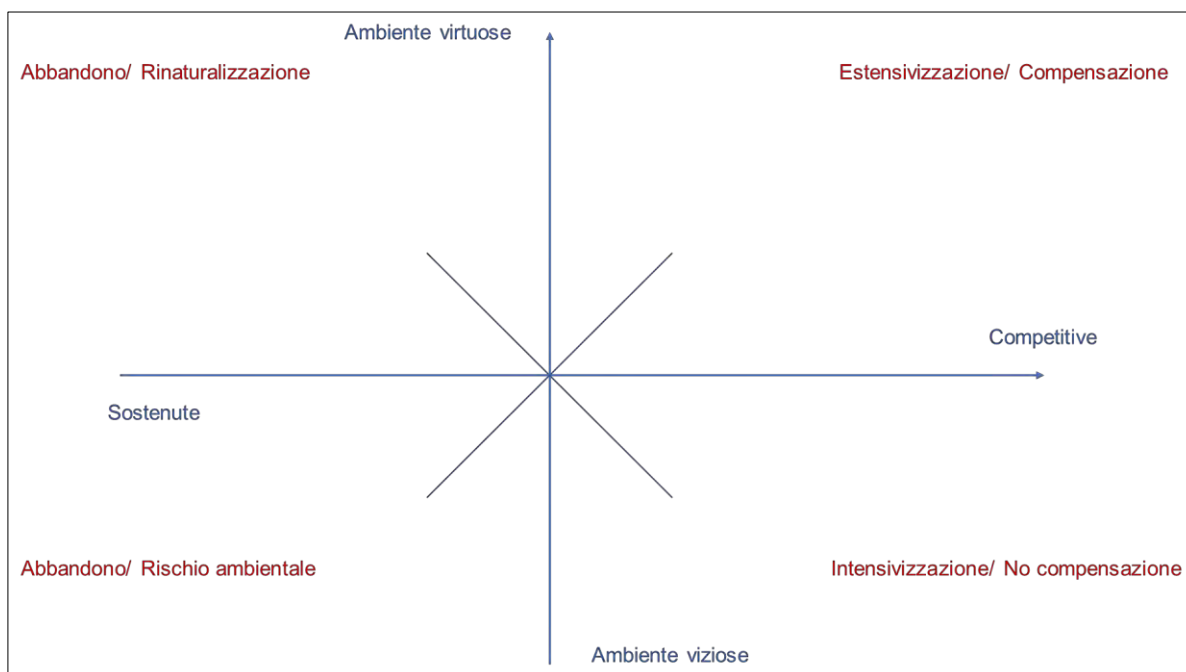 Ambiente virtuose
Abbandono/ Rinaturalizzazione
Estensivizzazione/ Compensazione
Competitive
Sostenute
Abbandono/ Rischio ambientale
Intensivizzazione/ No compensazione
Ambiente viziose